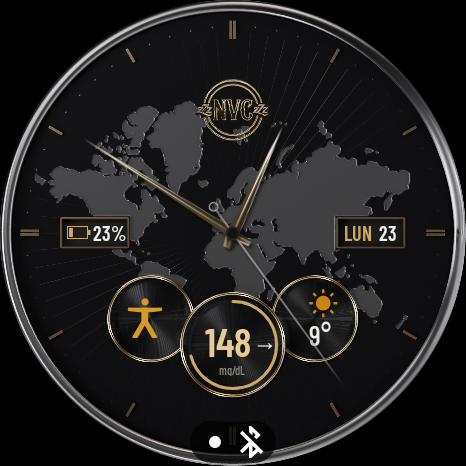 NVC
23%
LUN 23
148 →
mg/dL
9°